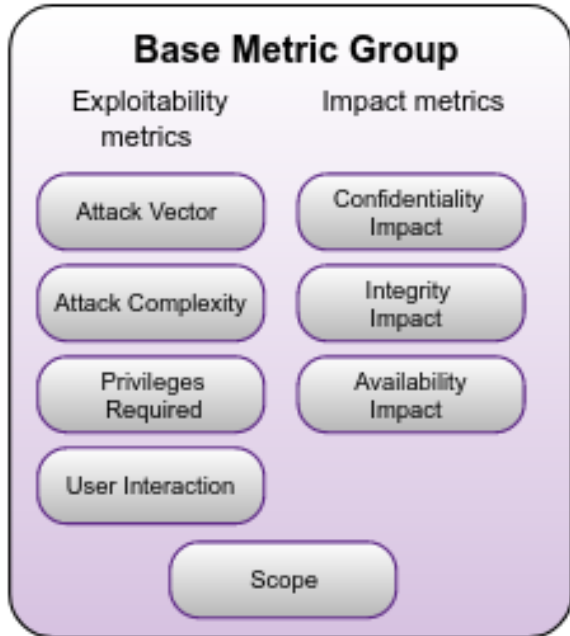 Base Metric Group
Exploitability
metrics
Impact metrics
Attack Vector
Attack Complexity
Privileges
Required
User Interaction
Confidentiality
Impact
Integrity
Impact
Availability
Impact
Scope